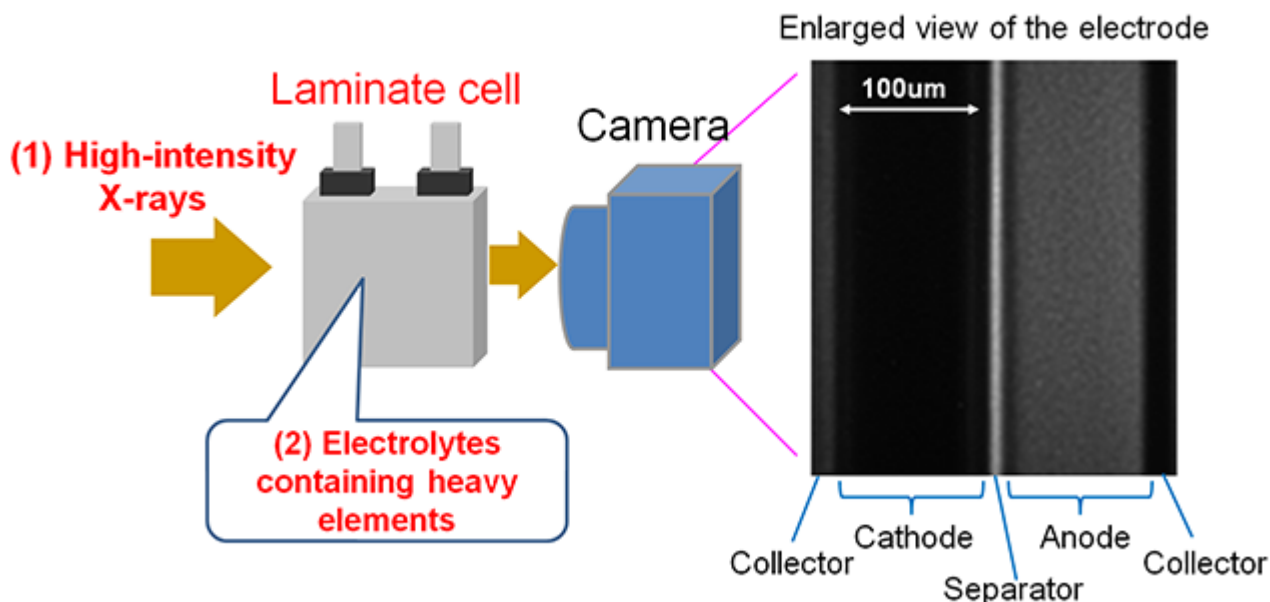 Enlarged view of the electrode
Laminate cell
100um
Camera
(1) High-intensity
X-rays
(2) Electrolytes
containing heavy
elements
Cathode
Anode
Collector
Collector
Separator